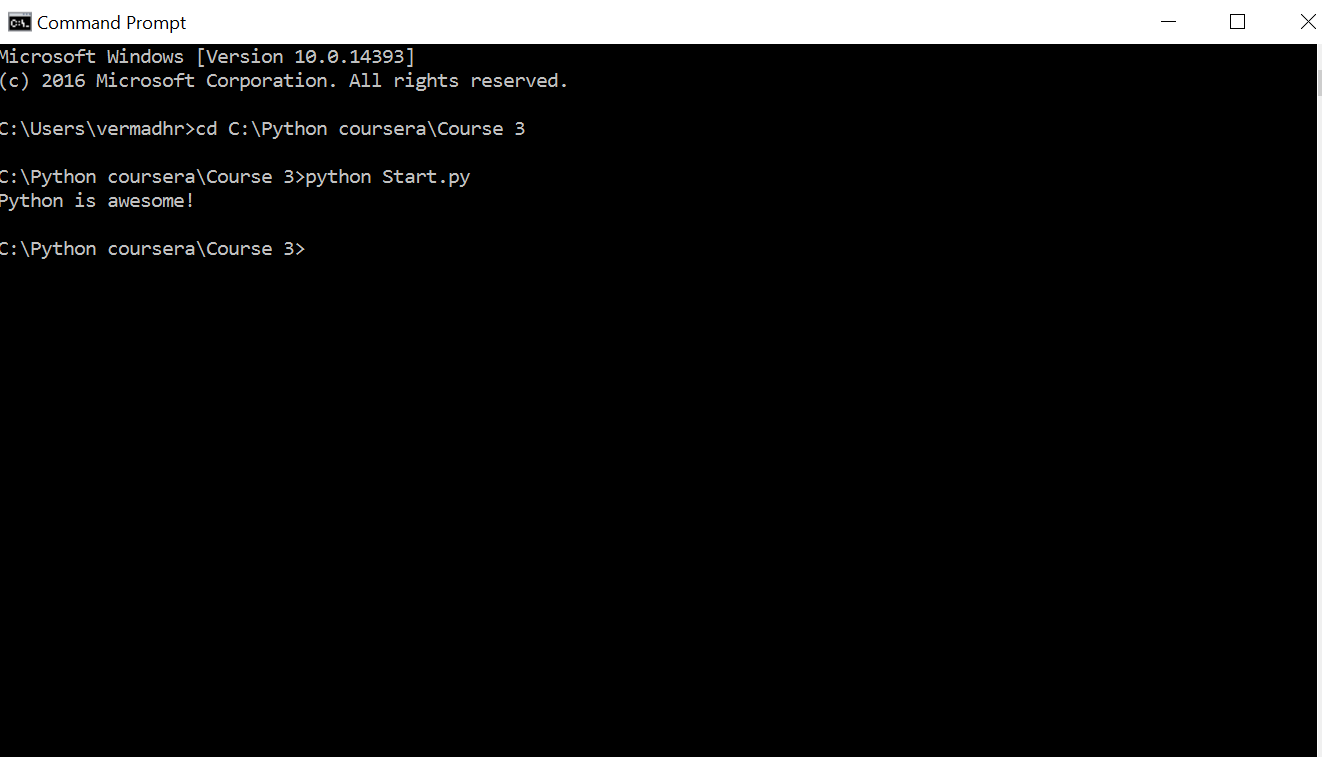 Command Prompt
Microsoft Windows [Version 10.0.14393]
(c) 2016 Microsoft Corporation. All rights reserved.
C:\Users\vermadhr>cd C:\Python coursera\Course 3
C:\Python coursera\Course 3>python Start.py
Python is awesome!
C:\Python coursera\Course 3>